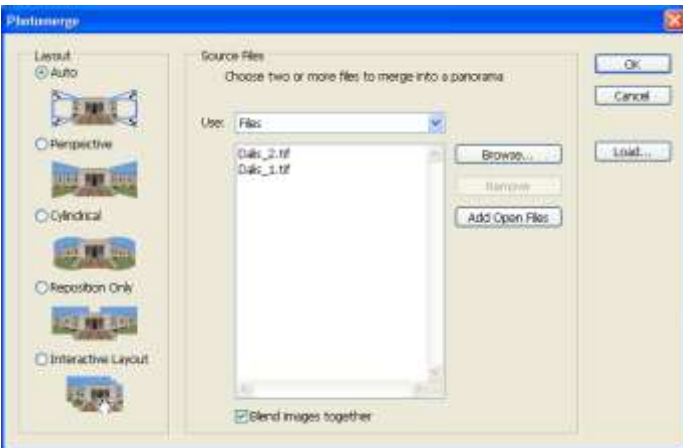 Photomerge
Layout
Auto
Perspective
Cylindrical
Reposition Only
Interactive Layout
Source Files
Choose two or more files to merge into a panorama
Use:
Files
Dalis_2.tif
Dalis_1.tif
Browse...
Remove
Add Open Files
Blend images together
OK
Cancel
Load...